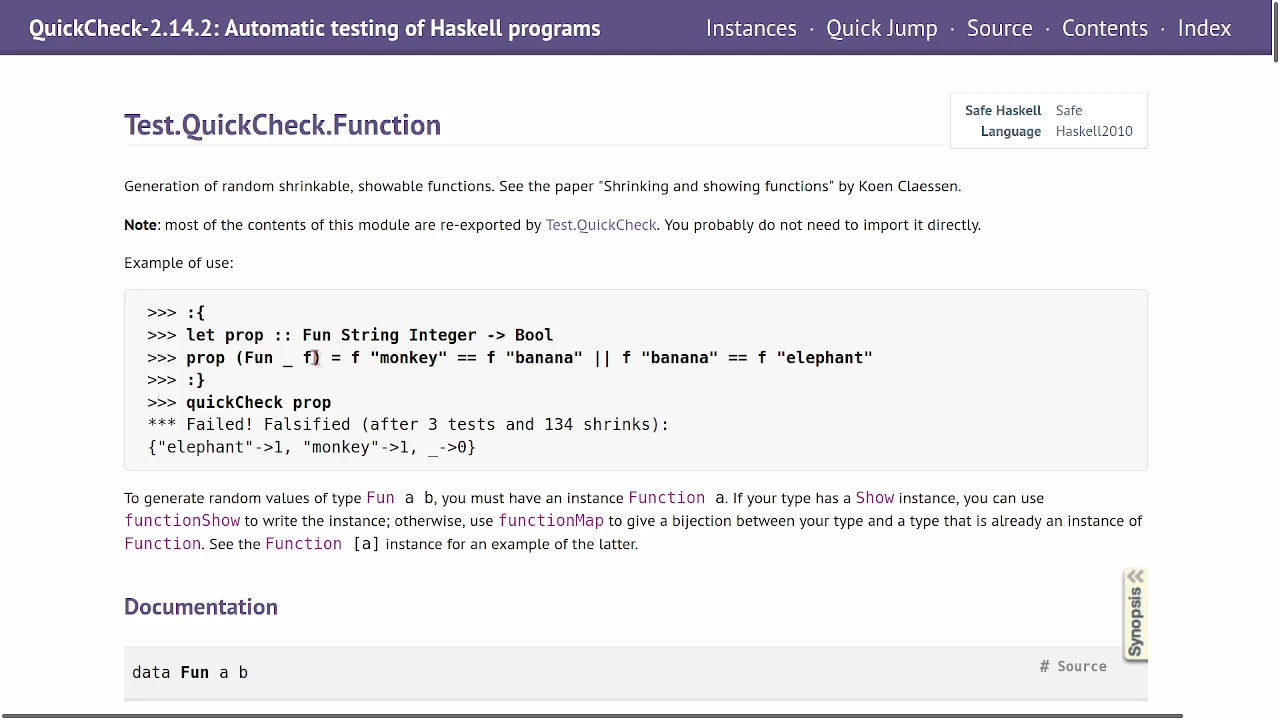 QuickCheck-2.14.2: Automatic testing of Haskell programs
Instances · Quick Jump · Source · Contents · Index
Safe Haskell Safe
Language Haskell2010
Test.QuickCheck.Function
Generation of random shrinkable, showable functions. See the paper "Shrinking and showing functions" by Koen Claessen.
Note: most of the contents of this module are re-exported by Test.QuickCheck. You probably do not need to import it directly.
Example of use:
>>> :{
>>> let prop :: Fun String Integer -> Bool
>>> prop (Fun _ f) = f "monkey" == f "banana" || f "banana" == f "elephant"
>>> :}
>>> quickCheck prop
*** Failed! Falsified (after 3 tests and 134 shrinks):
{"elephant"->1, "monkey"->1, _->0}
To generate random values of type Fun a b, you must have an instance Function a. If your type has a Show instance, you can use
functionShow to write the instance; otherwise, use functionMap to give a bijection between your type and a type that is already an instance of
Function. See the Function [a] instance for an example of the latter.
Synopsis
Documentation
data Fun a b
# Source